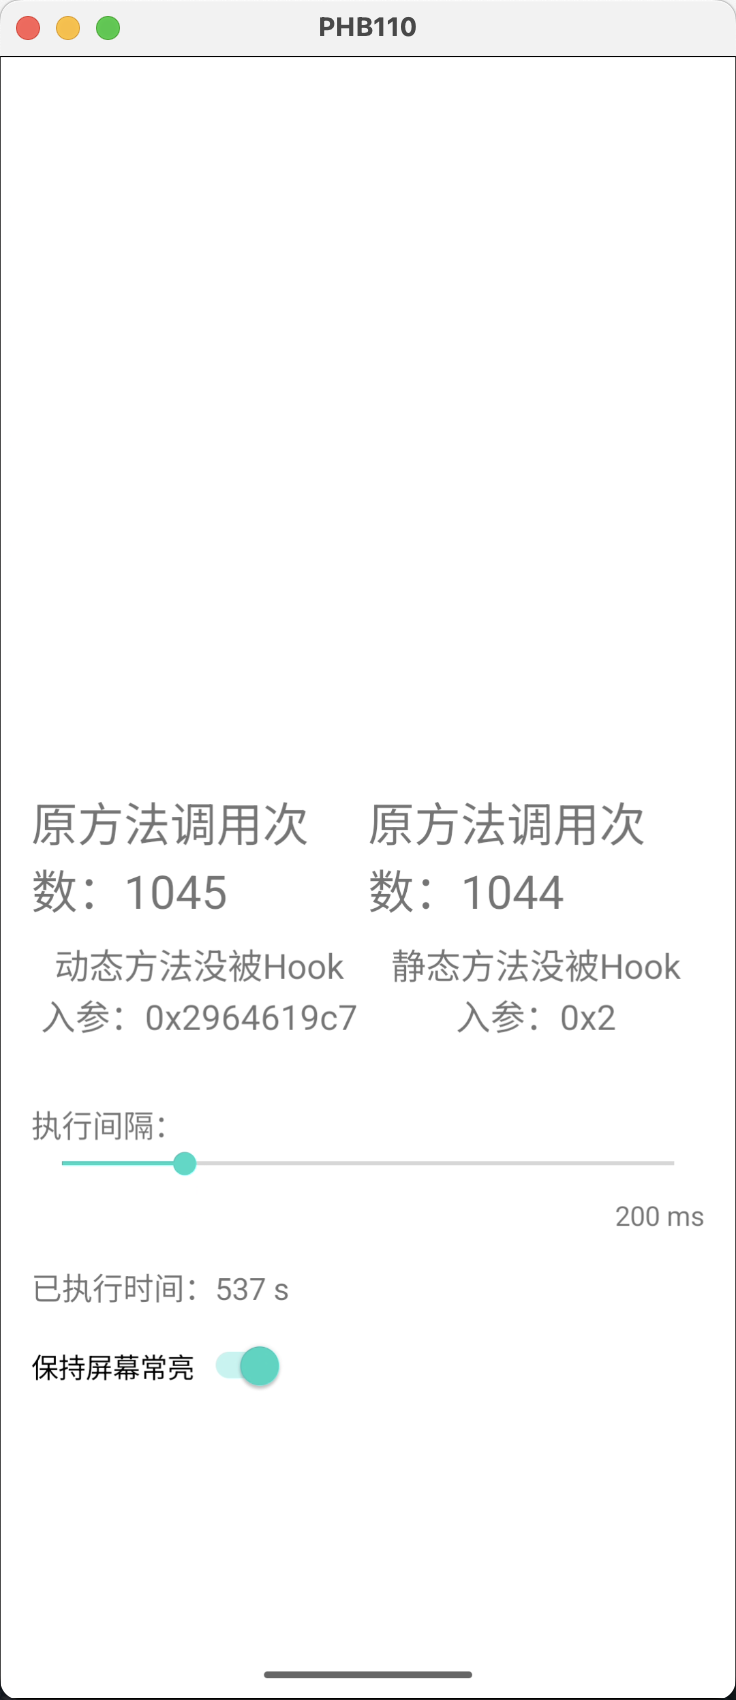 PHB110
原方法调用次
数：1045
原方法调用次
数：1044
动态方法没被Hook
入参：0x2964619c7
静态方法没被Hook
入参：0x2
执行间隔：
200 ms
已执行时间：537 s
保持屏幕常亮